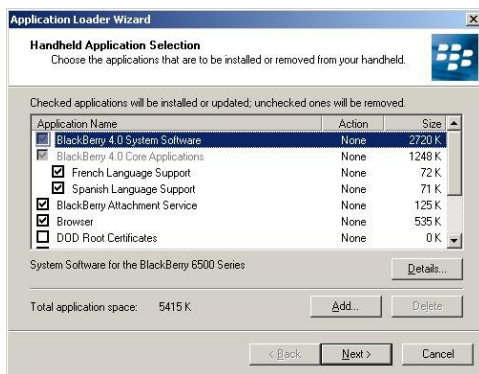 Application Loader Wizard
Handheld Application Selection
Choose the applications that are to be installed or removed from your handheld.
Checked applications will be installed or updated; unchecked ones will be removed.
Application Name Action Size
BlackBerry 4.0 System Software None 2720 K
BlackBerry 4.0 Core Applications None 1248 K
French Language Support None 72 K
Spanish Language Support None 71 K
BlackBerry Attachment Service None 125 K
Browser None 535 K
DOD Root Certificates None 0 K
System Software for the BlackBerry 6500 Series
Details...
Total application space: 5415 K Add... Delete
< Back Next > Cancel